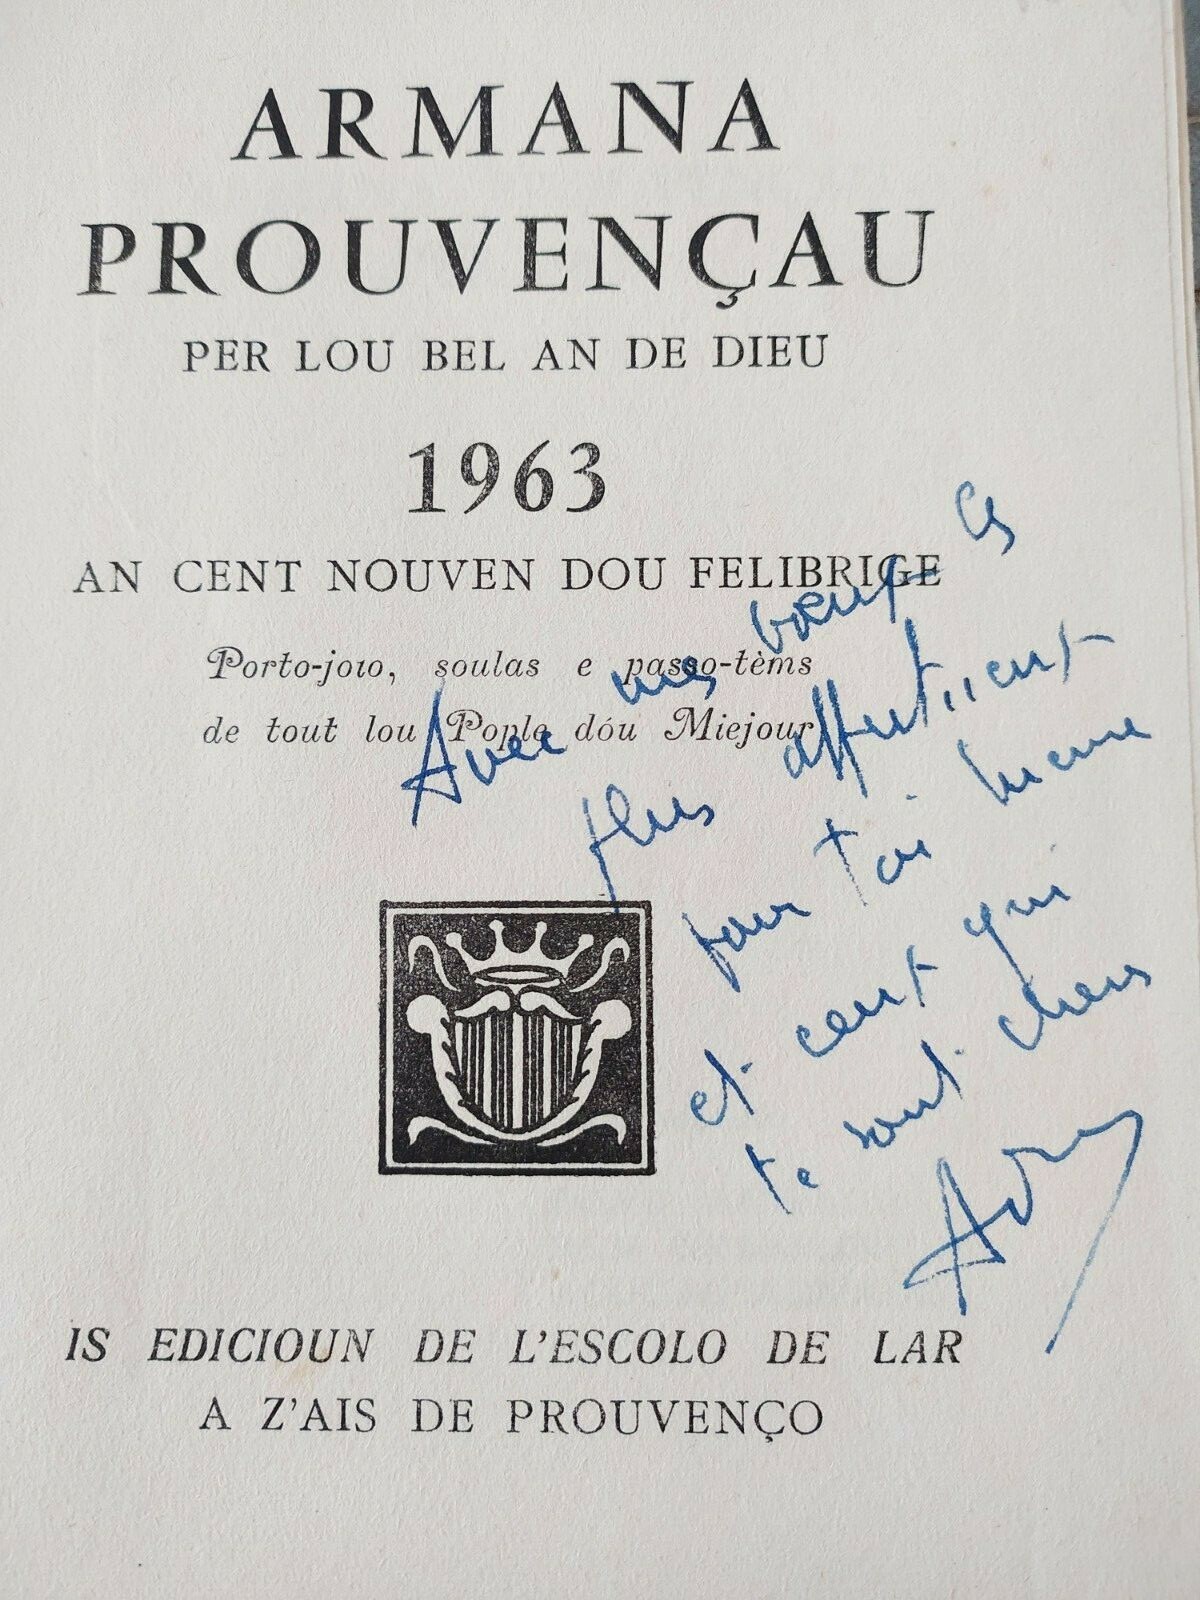 ARMANA
PROUVENÇAU
PER LOU BEL AN DE DIEU
1963
AN CENT NOUVEN DOU FELIBRIGE
Porto-joio, soulas e passo-tèms
de tout lou Pople dóu Miejour
Avec mes
plus
pour toi même
et ceux qui
te sont chers
IS EDICIOUN DE L'ESCOLO DE LAR
A Z'AIS DE PROUVENÇO